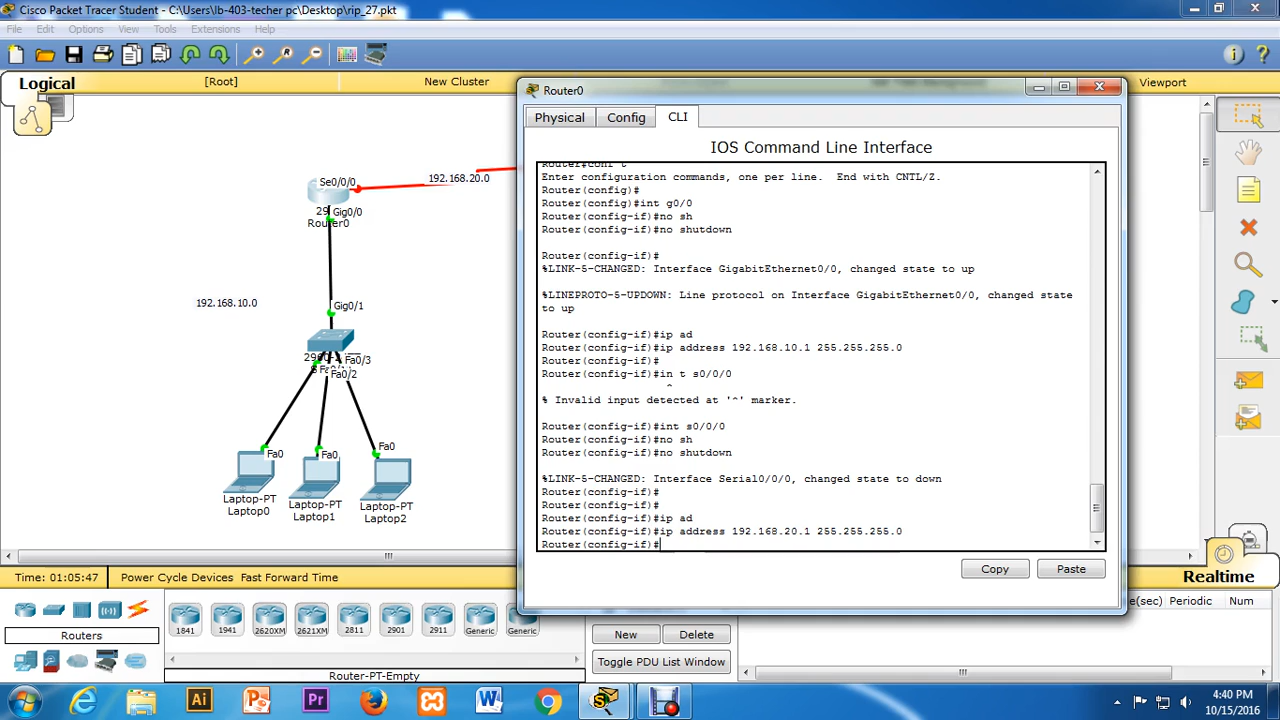 Cisco Packet Tracer Student - C:\Users\lb-403-techer pc\Desktop\rip_27.pkt
File Edit Options View Tools Extensions Help
Logical
[Root]
New Cluster
Viewport
Se0/0/0
192.168.20.0
29
Gig0/0
Router0
192.168.10.0
Gig0/1
Fa0/3
Fa0/2
Fa0
Fa0
Fa0
Laptop-PT
Laptop0
Laptop-PT
Laptop1
Laptop-PT
Laptop2
Router0
Physical
Config
CLI
IOS Command Line Interface
Router#conf t
Enter configuration commands, one per line.  End with CNTL/Z.
Router(config)#
Router(config)#int g0/0
Router(config-if)#no sh
Router(config-if)#no shutdown
Router(config-if)#
%LINK-5-CHANGED: Interface GigabitEthernet0/0, changed state to up
%LINEPROTO-5-UPDOWN: Line protocol on Interface GigabitEthernet0/0, changed state
to up
Router(config-if)#ip ad
Router(config-if)#ip address 192.168.10.1 255.255.255.0
Router(config-if)#
Router(config-if)#in t s0/0/0
^
% Invalid input detected at '^' marker.
Router(config-if)#int s0/0/0
Router(config-if)#no sh
Router(config-if)#no shutdown
%LINK-5-CHANGED: Interface Serial0/0/0, changed state to down
Router(config-if)#
Router(config-if)#
Router(config-if)#ip ad
Router(config-if)#ip address 192.168.20.1 255.255.255.0
Router(config-if)#
Copy
Paste
Time: 01:05:47
Power Cycle Devices
Fast Forward Time
Realtime
Routers
1841
1941
2620XM
2621XM
2811
2901
2911
Generic
Generic
Router-PT-Empty
New
Delete
Toggle PDU List Window
e(sec)
Periodic
Num
4:40 PM
10/15/2016